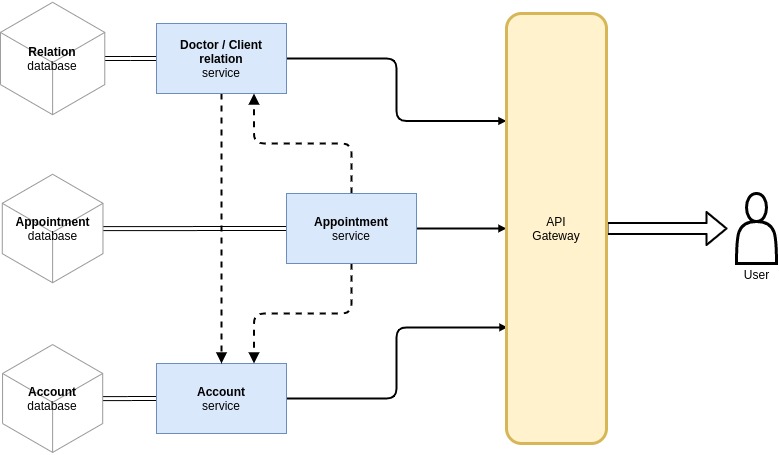 Relation
database
Doctor / Client
relation
service
Appointment
database
Appointment
service
API
Gateway
User
Account
database
Account
service